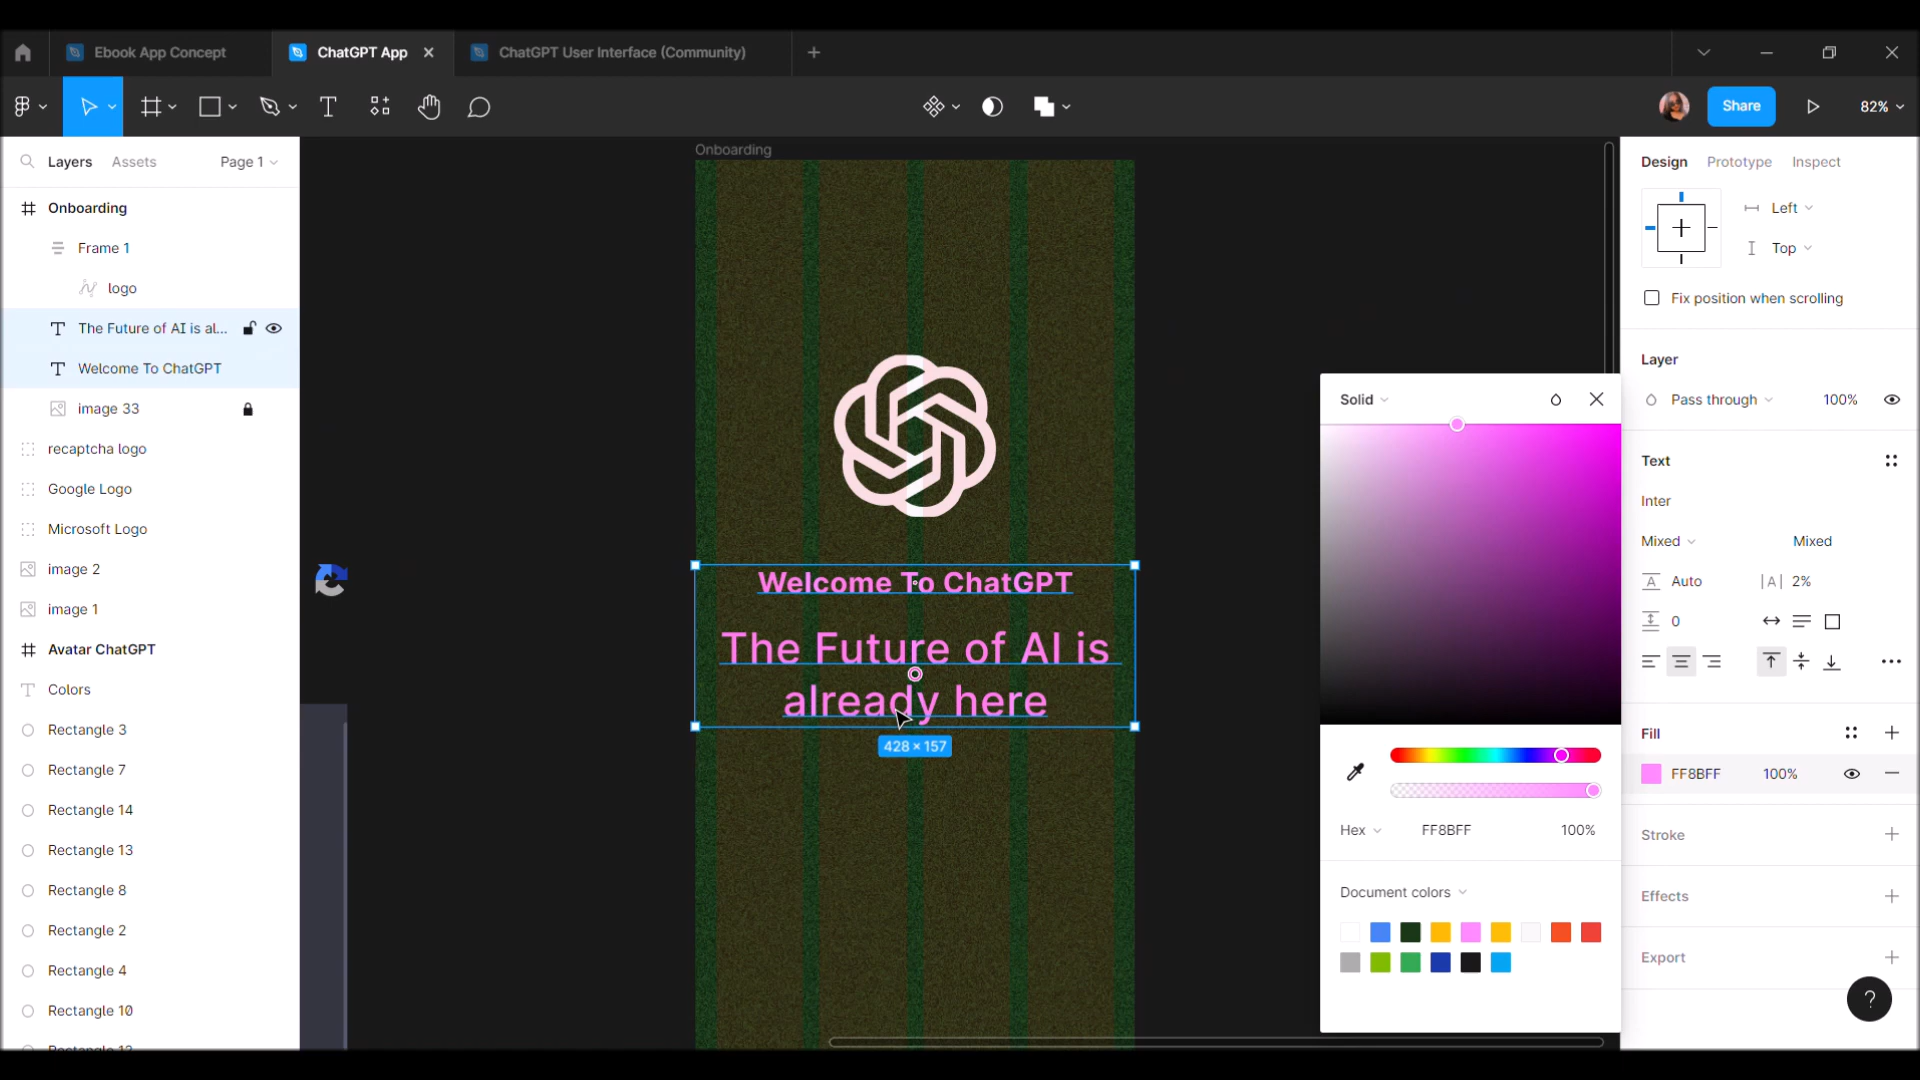 Ebook App Concept
ChatGPT App
ChatGPT User Interface (Community)
Share
82%
Layers
Assets
Page 1
Onboarding
Frame 1
logo
The Future of AI is al...
Welcome To ChatGPT
image 33
recaptcha logo
Google Logo
Microsoft Logo
image 2
image 1
Avatar ChatGPT
Colors
Rectangle 3
Rectangle 7
Rectangle 14
Rectangle 13
Rectangle 8
Rectangle 2
Rectangle 4
Rectangle 10
Onboarding
Welcome To ChatGPT
The Future of AI is
already here
428 × 157
Solid
Hex
FF8BFF
100%
Document colors
Design
Prototype
Inspect
Left
Top
Fix position when scrolling
Layer
Pass through
100%
Text
Inter
Mixed
Mixed
Auto
2%
0
Fill
FF8BFF
100%
Stroke
Effects
Export
?